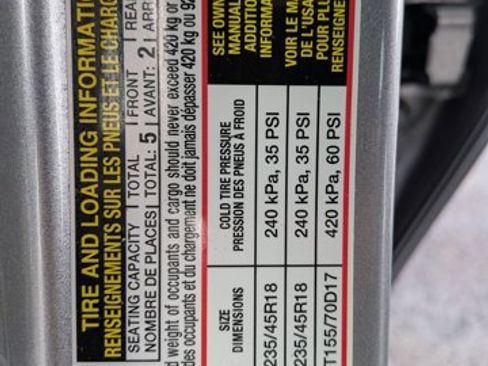 TIRE AND LOADING INFORMATI
RENSEIGNEMENTS SUR LES PNEUS ET LE CHARG
SEATING CAPACITY TOTAL FRONT REA
NOMBRE DE PLACES TOTAL: 5 AVANT: 2 ARR
d weight of occupants and cargo should never exceed 420 kg or
des occupants et du chargement ne doit jamais dépasser 420 kg ou 92
SIZE
DIMENSIONS
COLD TIRE PRESSURE
PRESSION DES PNEUS À FROID
SEE OWN
MANUAL
ADDITIO
INFORMA
235/45R18 240 kPa, 35 PSI
VOIR LE M
DE L'USA
POUR PL
RENSEIGNE
235/45R18 240 kPa, 35 PSI
T155/70D17 420 kPa, 60 PSI